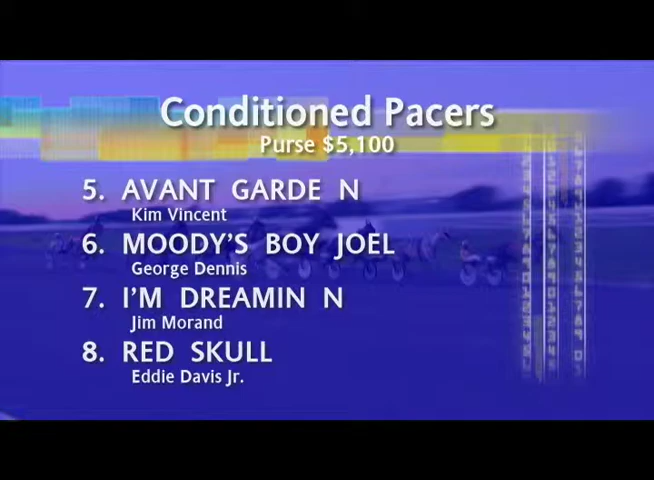 Conditioned Pacers
Purse $5,100
5. AVANT GARDE N
Kim Vincent
6. MOODY'S BOY JOEL
George Dennis
7. I'M DREAMIN N
Jim Morand
8. RED SKULL
Eddie Davis Jr.